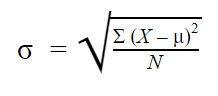 σ = √(Σ (X – μ)² / N)